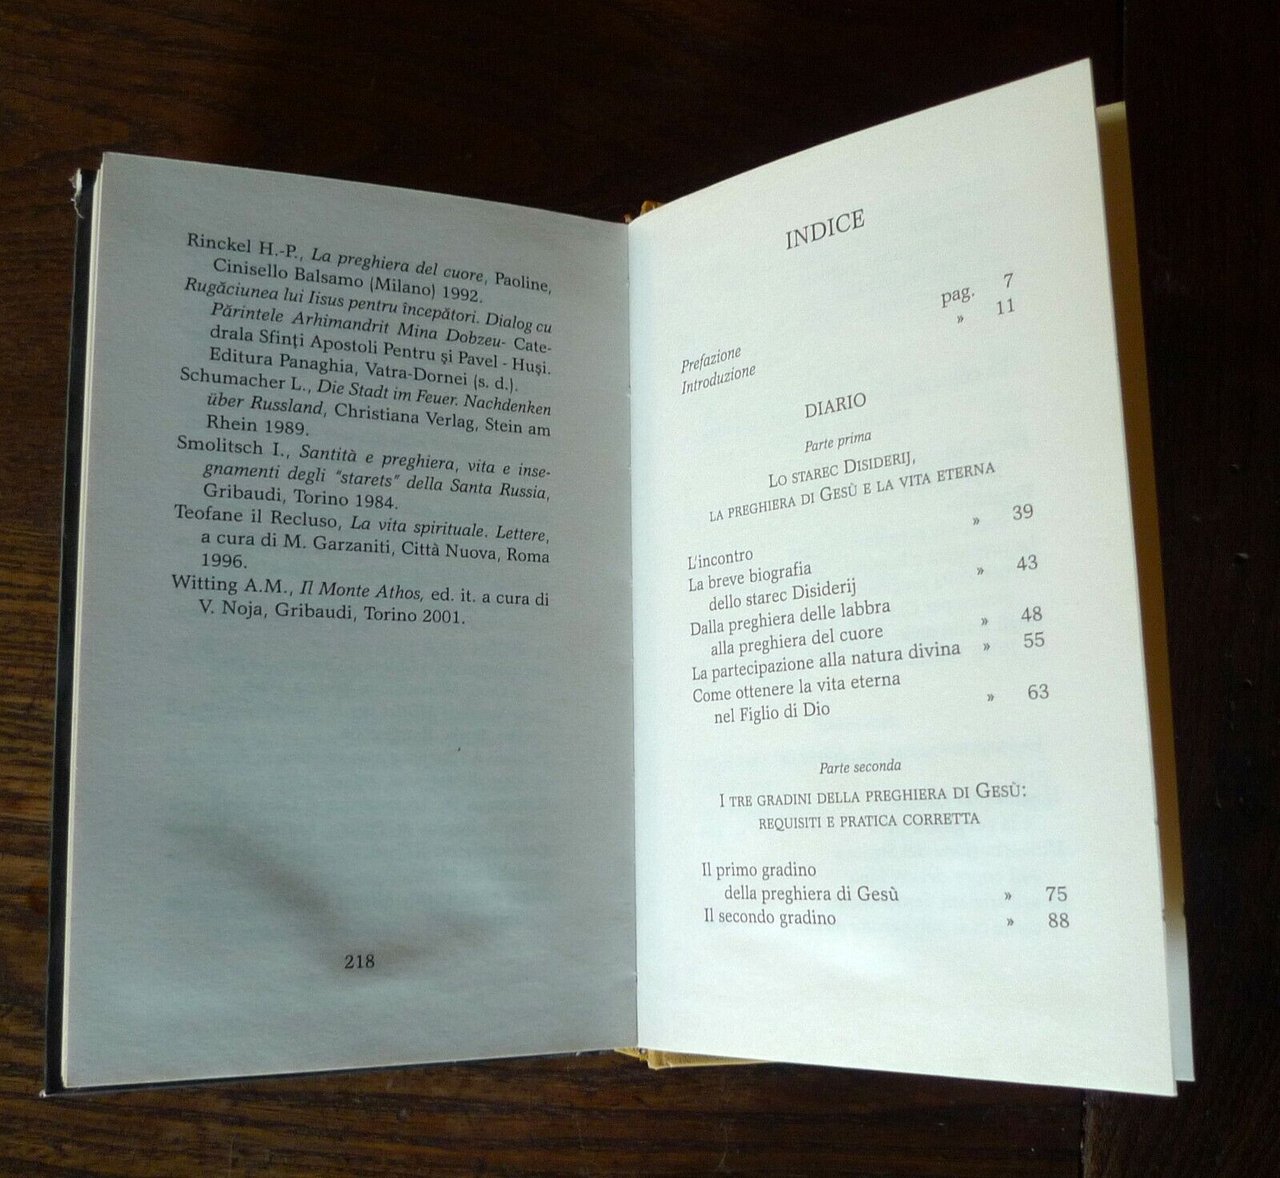 Rinckel H.-P., La preghiera del cuore, Paoline,
Cinisello Balsamo (Milano) 1992.
Rugăciunea lui Iisus pentru începători. Dialog cu
Părintele Arhimandrit Mina Dobzeu- Cate-
drala Sfinţi Apostoli Pentru şi Pavel - Huşi.
Editura Panaghia, Vatra-Dornei (s. d.).
Schumacher L., Die Stadt im Feuer. Nachdenken
über Russland, Christiana Verlag, Stein am
Rhein 1989.
Smolitsch I., Santità e preghiera, vita e inse-
gnamenti degli "starets" della Santa Russia,
Gribaudi, Torino 1984.
Teofane il Recluso, La vita spirituale. Lettere,
a cura di M. Garzaniti, Città Nuova, Roma
1996.
Witting A.M., Il Monte Athos, ed. it. a cura di
V. Noja, Gribaudi, Torino 2001.
218
INDICE
Prefazione pag. 7
Introduzione » 11
DIARIO
Parte prima
Lo starec Disiderij,
la preghiera di Gesù e la vita eterna
L'incontro » 39
La breve biografia
dello starec Disiderij » 43
Dalla preghiera delle labbra
alla preghiera del cuore » 48
La partecipazione alla natura divina » 55
Come ottenere la vita eterna
nel Figlio di Dio » 63
Parte seconda
I tre gradini della preghiera di Gesù:
requisiti e pratica corretta
Il primo gradino
della preghiera di Gesù » 75
Il secondo gradino » 88